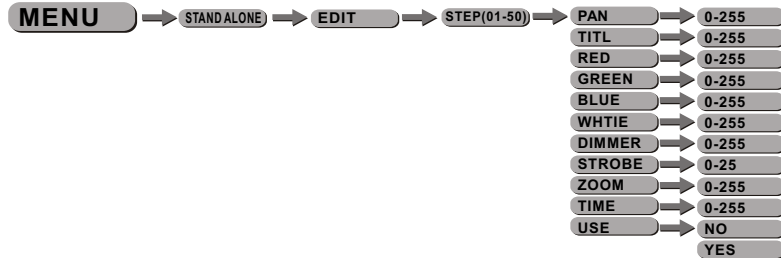 MENU STAND ALONE EDIT STEP(01-50) PAN 0-255
TITL 0-255
RED 0-255
GREEN 0-255
BLUE 0-255
WHTIE 0-255
DIMMER 0-255
STROBE 0-25
ZOOM 0-255
TIME 0-255
USE NO
YES